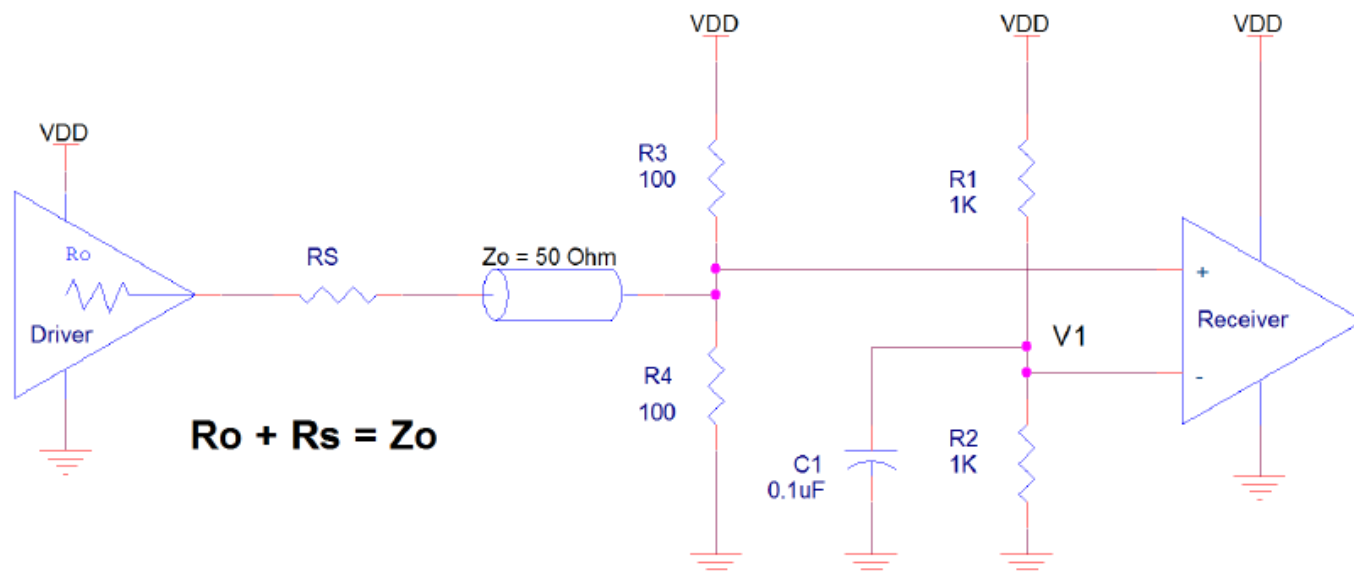 VDD
VDD
VDD
VDD
R3
100
R1
1K
Ro
RS
Zo = 50 Ohm
+
Driver
Receiver
V1
R4
100
-
Ro + Rs = Zo
C1
0.1uF
R2
1K